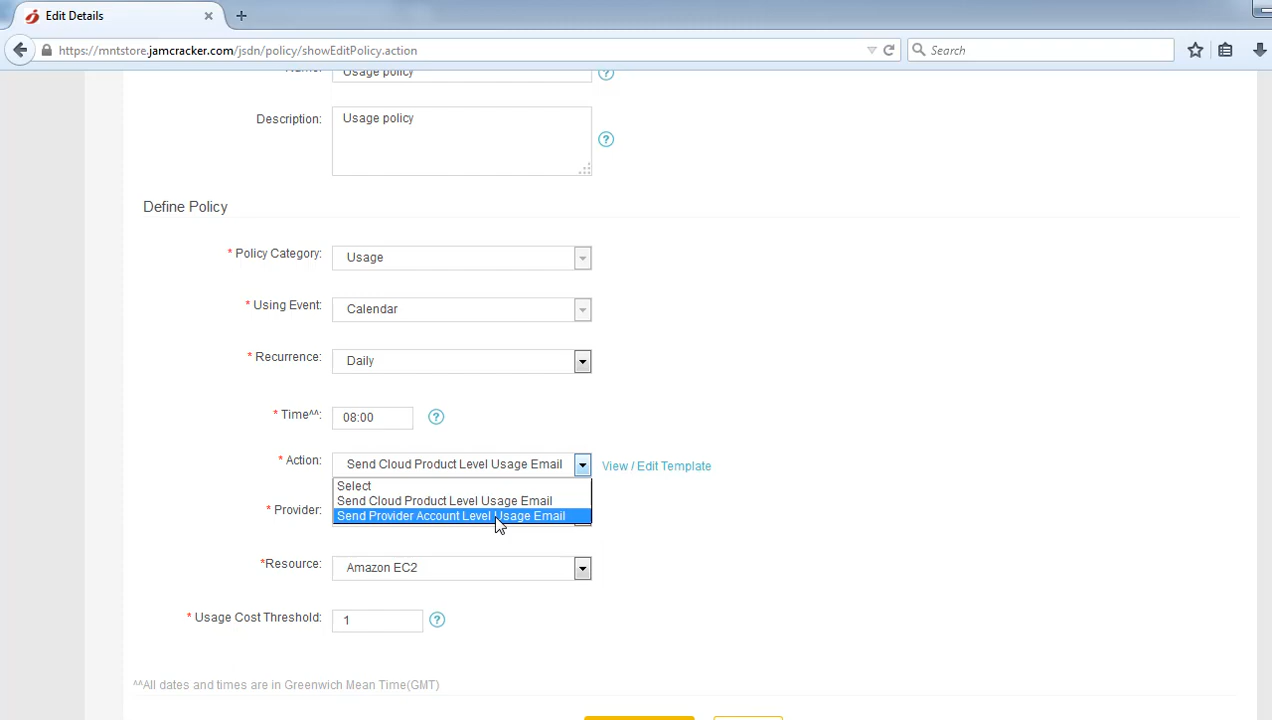 Edit Details
https://mntstore.jamcracker.com/jsdn/policy/showEditPolicy.action
Search
Usage policy
Description:
Usage policy
Define Policy
* Policy Category:
Usage
* Using Event:
Calendar
* Recurrence:
Daily
* Time^^:
08:00
* Action:
Send Cloud Product Level Usage Email
View / Edit Template
Select
Send Cloud Product Level Usage Email
Send Provider Account Level Usage Email
* Provider:
*Resource:
Amazon EC2
* Usage Cost Threshold:
1
^^All dates and times are in Greenwich Mean Time(GMT)